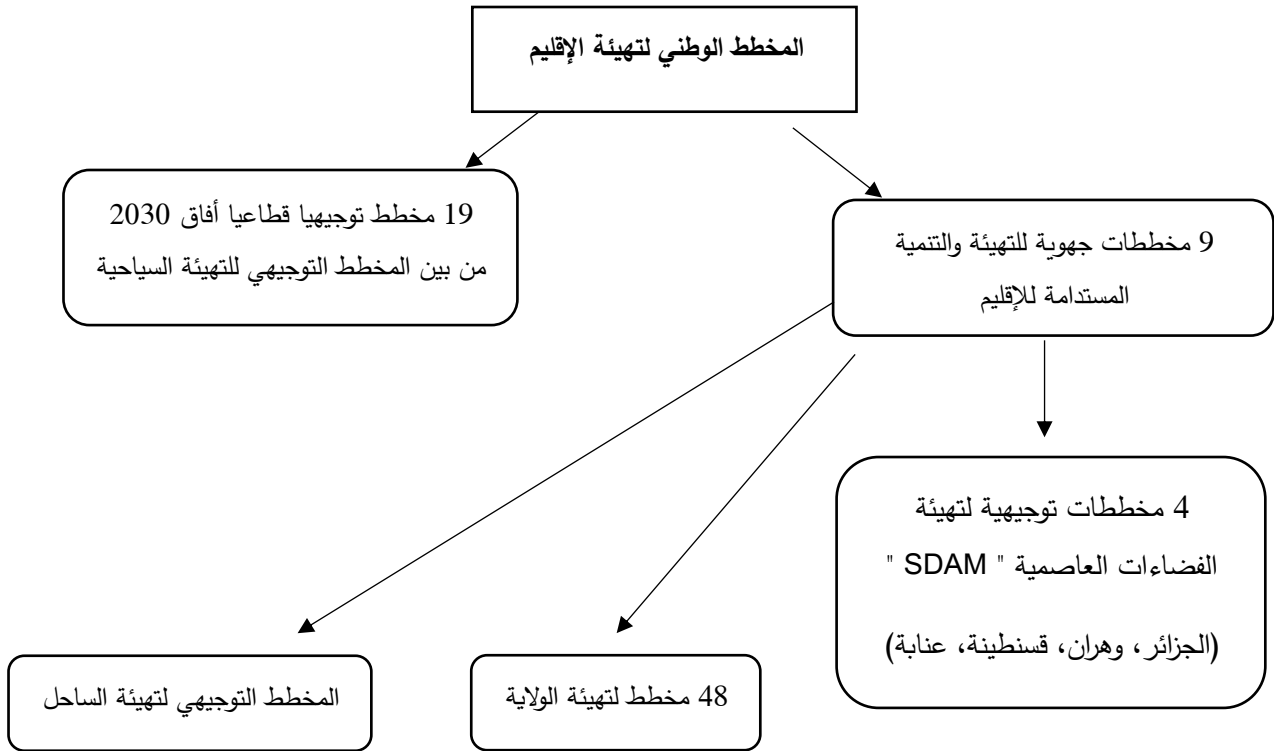 المخطط الوطني لتهيئة الإقليم
9 مخططات جهوية للتهيئة والتنمية
المستدامة للإقليم
19 مخطط توجيهيا قطاعيا أفاق 2030
من بين المخطط التوجيهي للتهيئة السياحية
4 مخططات توجيهية لتهيئة
الفضاءات العاصمية " SDAM "
(الجزائر، وهران، قسنطينة، عنابة)
48 مخطط لتهيئة الولاية
المخطط التوجيهي لتهيئة الساحل